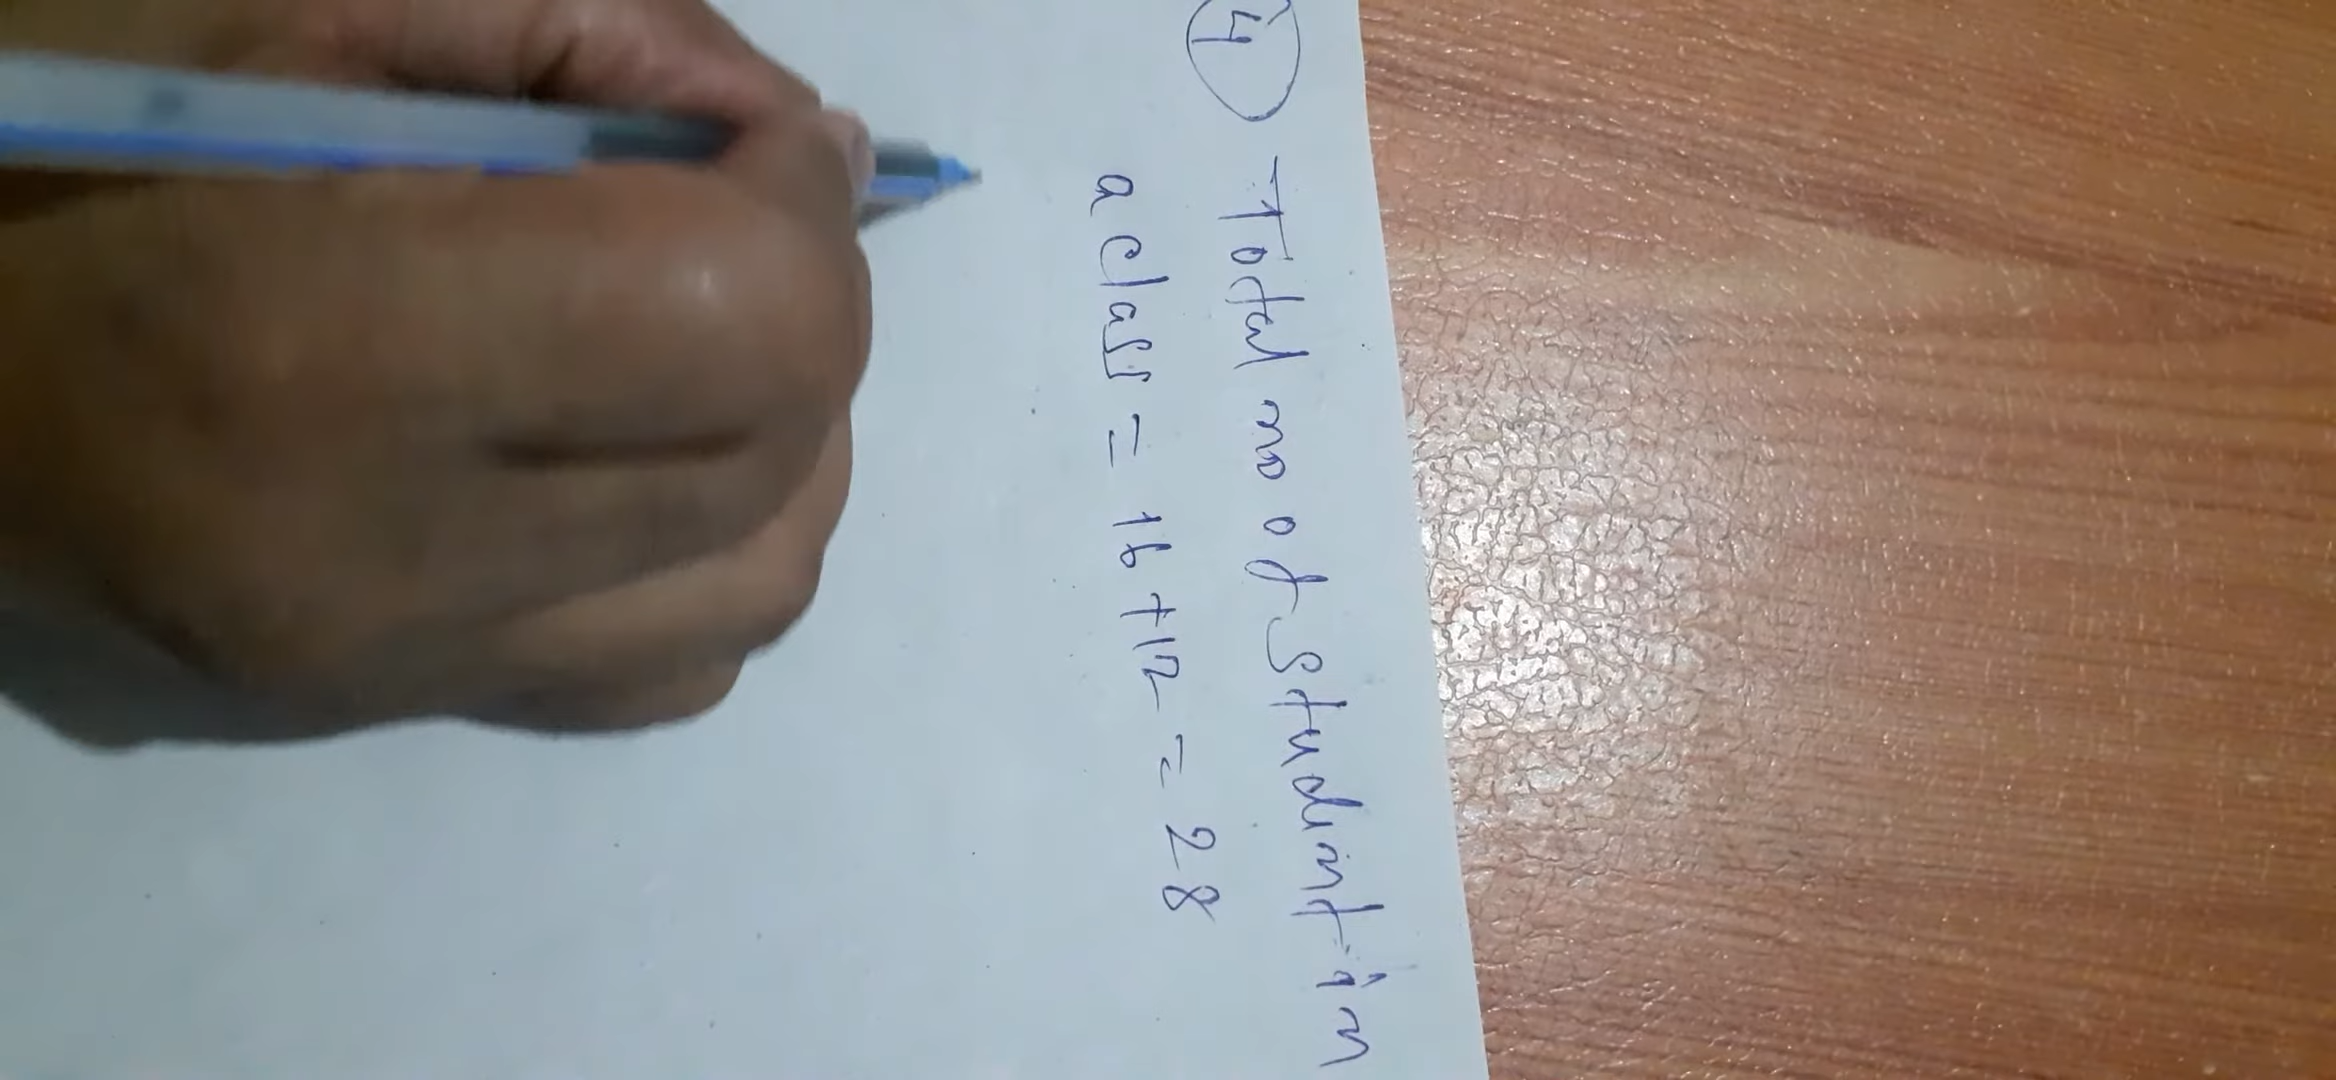 4 Total no of student in
a class = 16 +12 = 28